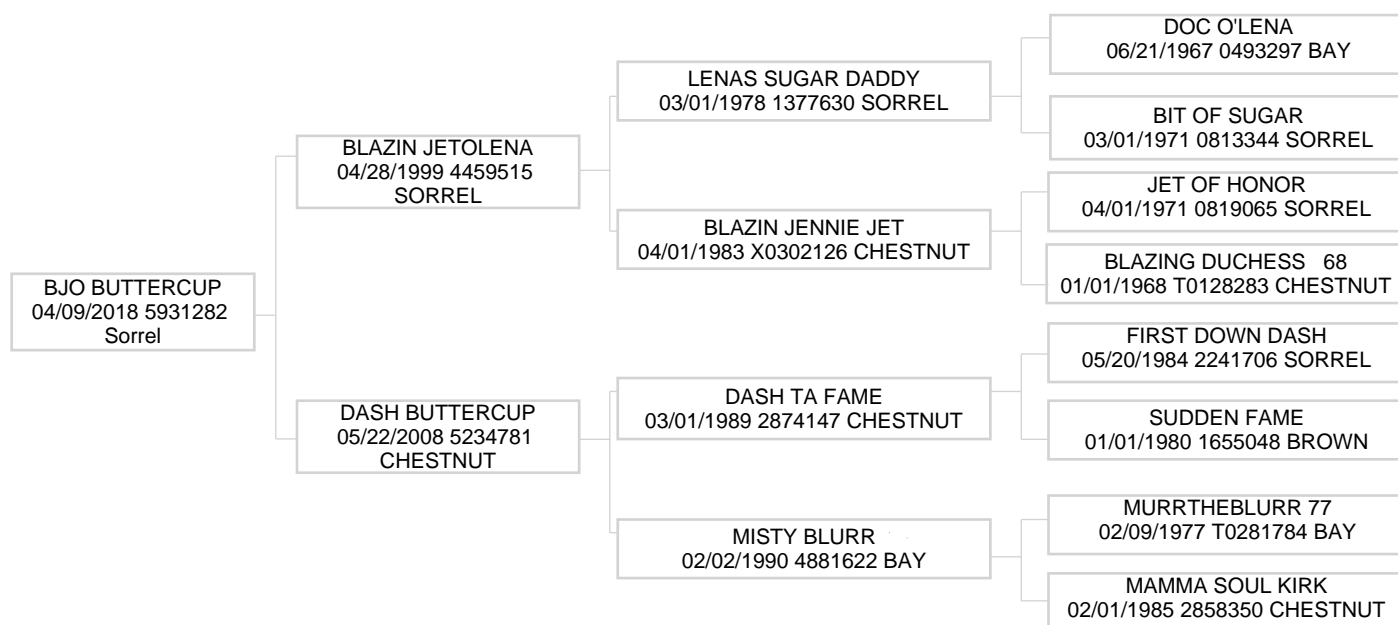 BJO BUTTERCUP
04/09/2018 5931282
Sorrel
BLAZIN JETOLENA
04/28/1999 4459515
SORREL
DASH BUTTERCUP
05/22/2008 5234781
CHESTNUT
LENAS SUGAR DADDY
03/01/1978 1377630 SORREL
BLAZIN JENNIE JET
04/01/1983 X0302126 CHESTNUT
DASH TA FAME
03/01/1989 2874147 CHESTNUT
MISTY BLURR
02/02/1990 4881622 BAY
DOC O'LENA
06/21/1967 0493297 BAY
BIT OF SUGAR
03/01/1971 0813344 SORREL
JET OF HONOR
04/01/1971 0819065 SORREL
BLAZING DUCHESS 68
01/01/1968 T0128283 CHESTNUT
FIRST DOWN DASH
05/20/1984 2241706 SORREL
SUDDEN FAME
01/01/1980 1655048 BROWN
MURRTHEBLURR 77
02/09/1977 T0281784 BAY
MAMMA SOUL KIRK
02/01/1985 2858350 CHESTNUT